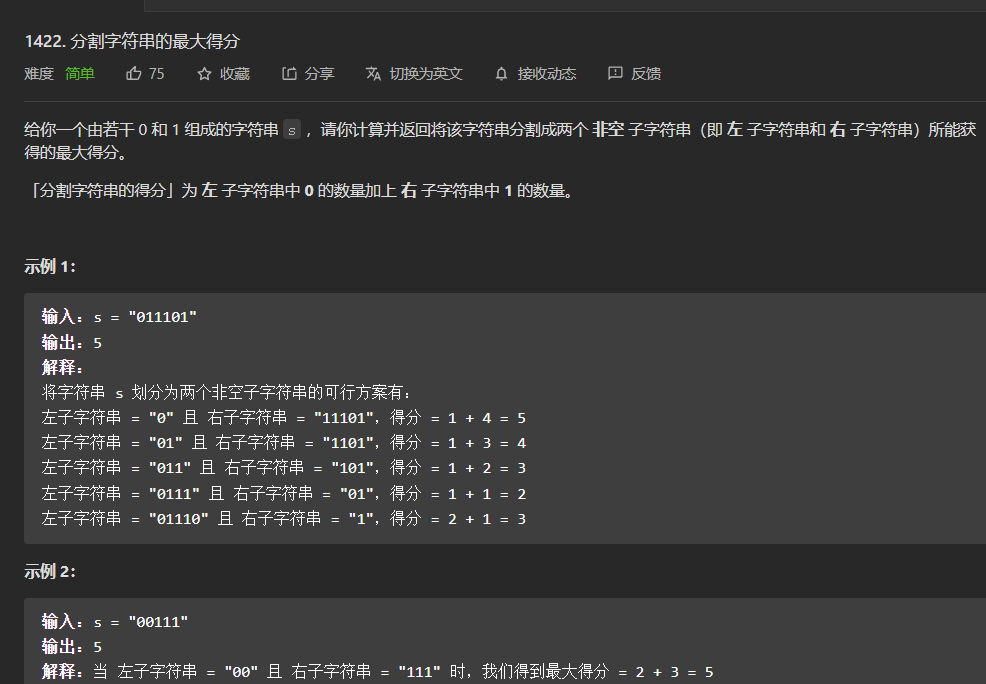 1422. 分割字符串的最大得分
难度 简单 75 收藏 分享 切换为英文 接收动态 反馈
给你一个由若干 0 和 1 组成的字符串 s ，请你计算并返回将该字符串分割成两个 非空 子字符串（即 左 子字符串和 右 子字符串）所能获
得的最大得分。
「分割字符串的得分」为 左 子字符串中 0 的数量加上 右 子字符串中 1 的数量。
示例 1：
输入：s = "011101"
输出：5
解释：
将字符串 s 划分为两个非空子字符串的可行方案有：
左子字符串 = "0" 且 右子字符串 = "11101"，得分 = 1 + 4 = 5
左子字符串 = "01" 且 右子字符串 = "1101"，得分 = 1 + 3 = 4
左子字符串 = "011" 且 右子字符串 = "101"，得分 = 1 + 2 = 3
左子字符串 = "0111" 且 右子字符串 = "01"，得分 = 1 + 1 = 2
左子字符串 = "01110" 且 右子字符串 = "1"，得分 = 2 + 1 = 3
示例 2：
输入：s = "00111"
输出：5
解释：当 左子字符串 = "00" 且 右子字符串 = "111" 时，我们得到最大得分 = 2 + 3 = 5